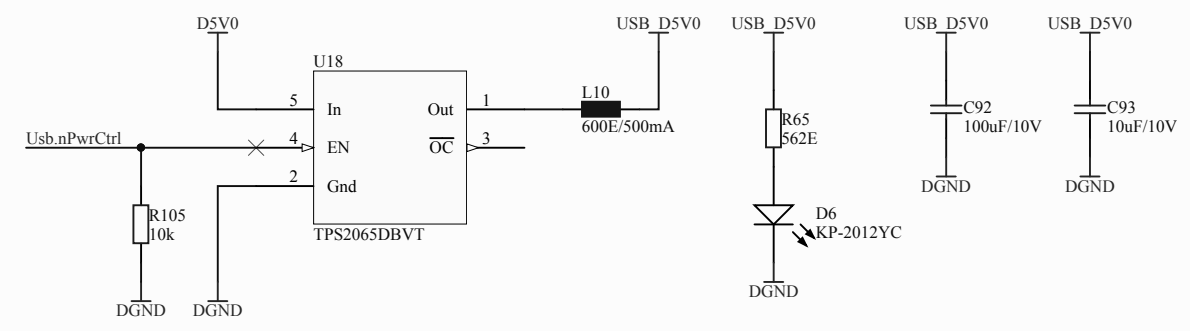 D5V0
USB_D5V0
USB_D5V0
USB_D5V0
USB_D5V0
U18
L10
600E/500mA
5
In
Out
1
Usb.nPwrCtrl
4
EN
OC
3
2
Gnd
TPS2065DBVT
R105
10k
DGND
DGND
R65
562E
D6
KP-2012YC
DGND
C92
100uF/10V
DGND
C93
10uF/10V
DGND